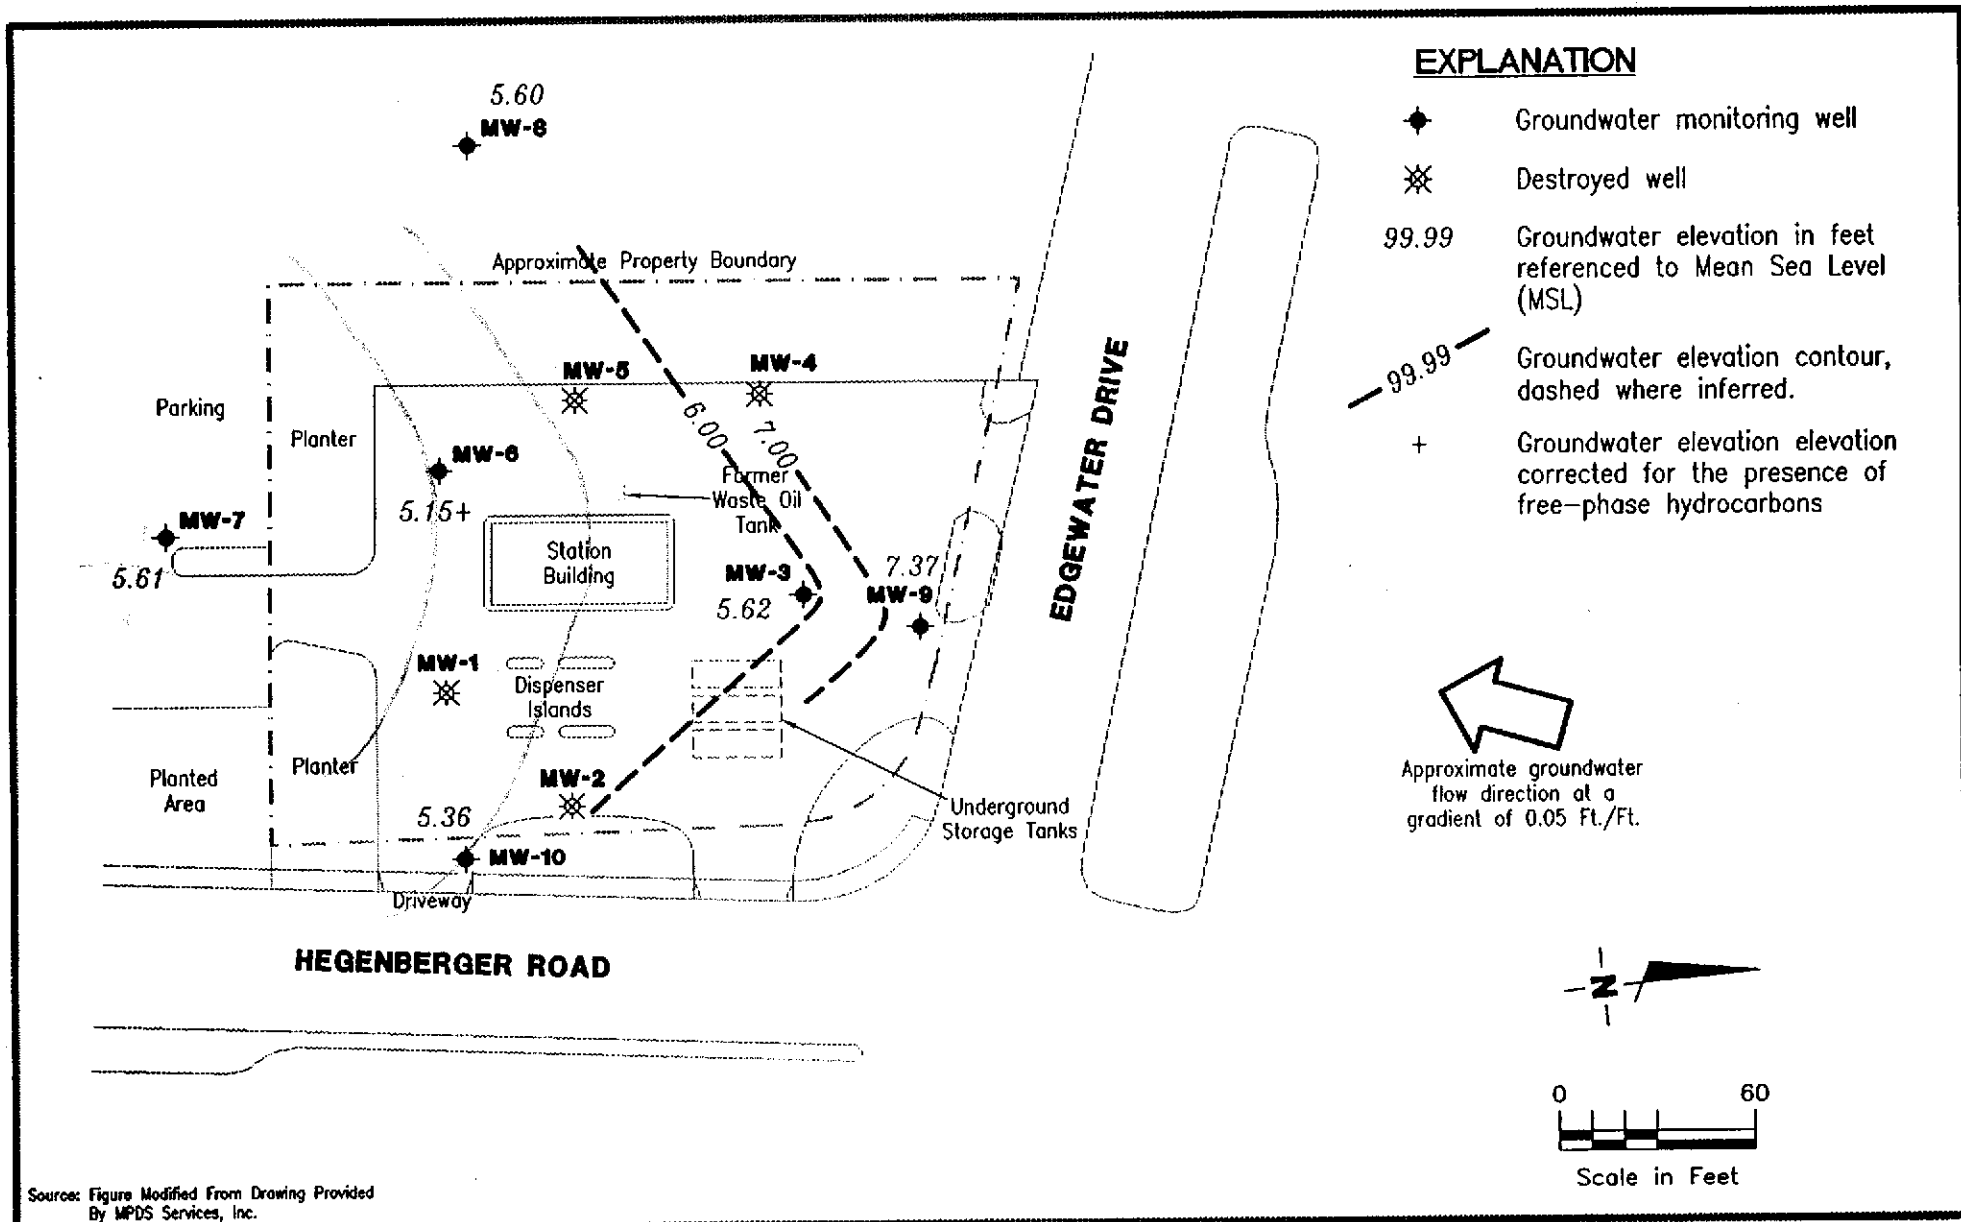 EXPLANATION
Groundwater monitoring well
Destroyed well
99.99
Groundwater elevation in feet
referenced to Mean Sea Level
(MSL)
99.99
Groundwater elevation contour,
dashed where inferred.
+
Groundwater elevation elevation
corrected for the presence of
free-phase hydrocarbons
5.60
MW-8
Approximate Property Boundary
MW-5
MW-4
Parking
Planter
6.00
7.00
MW-6
5.15+
Former
Waste Oil
Tank
MW-7
5.61
Station
Building
MW-3
5.62
7.37
MW-9
EDGEWATER DRIVE
MW-1
Dispenser
Islands
Planter
Planted
Area
MW-2
5.36
MW-10
Underground
Storage Tanks
Driveway
HEGENBERGER ROAD
Approximate groundwater
flow direction at a
gradient of 0.05 Ft./Ft.
N
0 60
Scale in Feet
Source: Figure Modified From Drawing Provided
By MPDS Services, Inc.